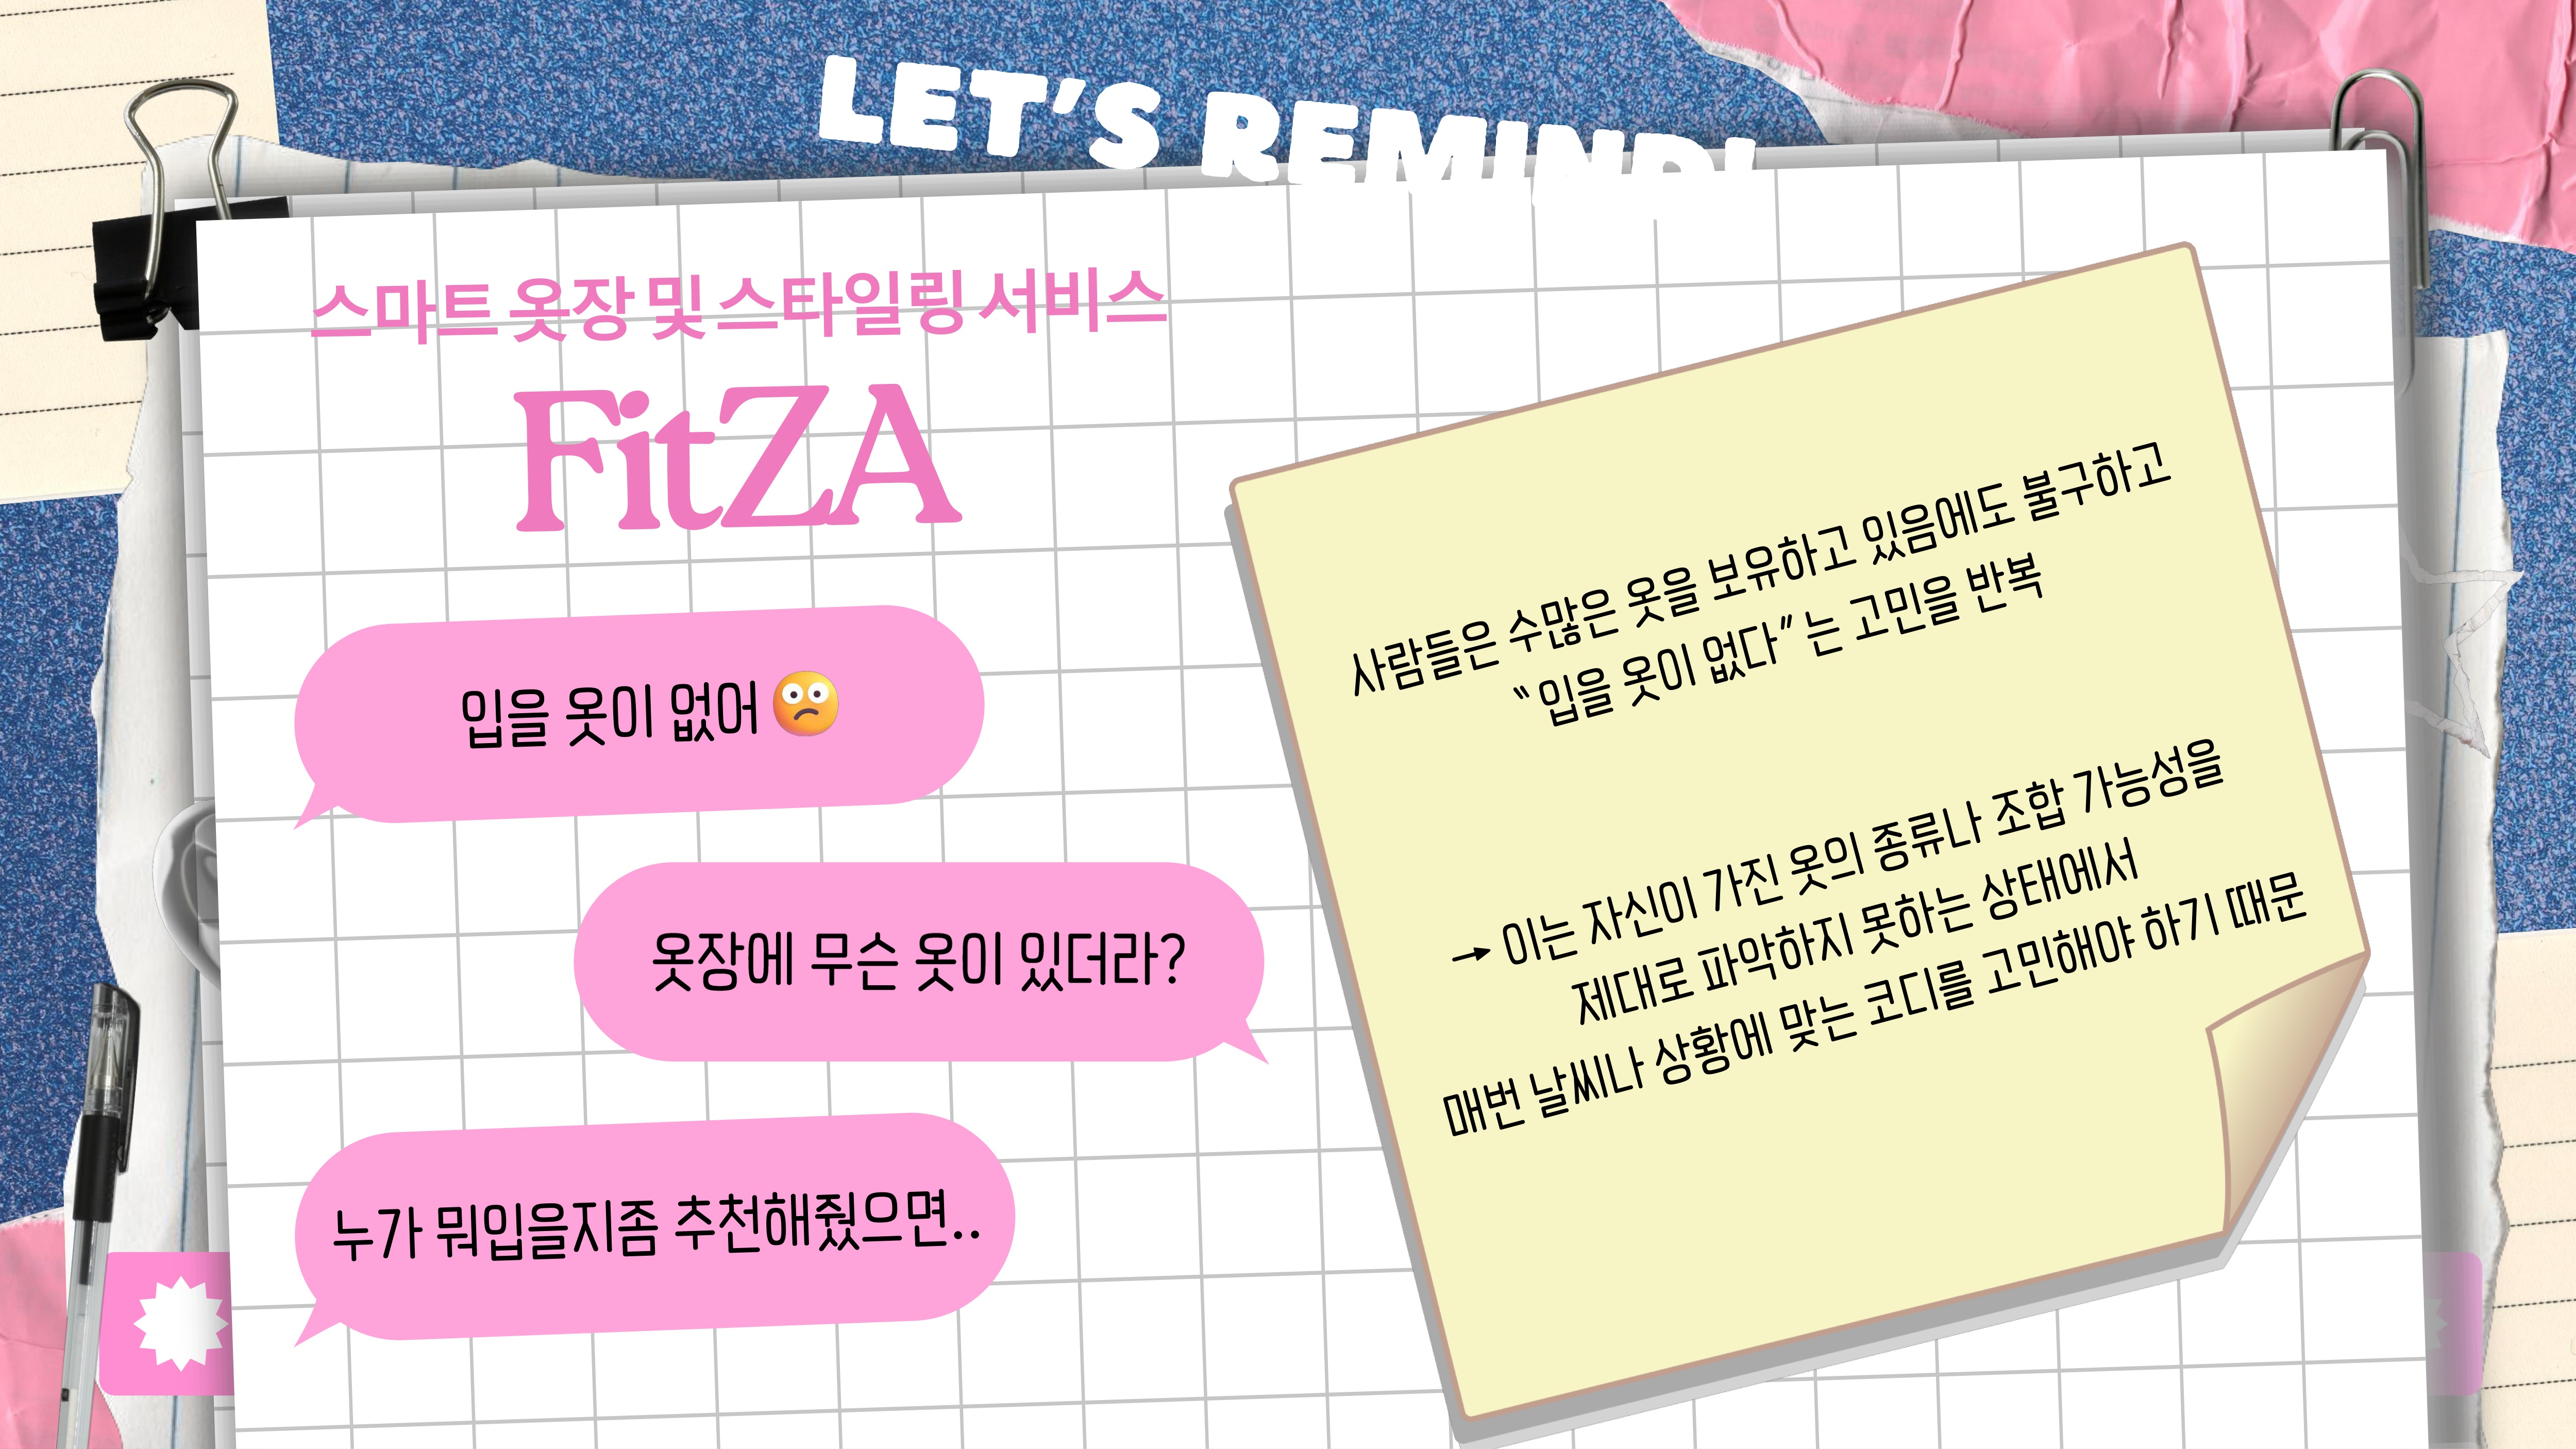 LET'S REMIND!
스마트 옷장 및 스타일링 서비스
FitZA
입을 옷이 없어
옷장에 무슨 옷이 있더라?
누가 뭐입을지좀 추천해줬으면..
사람들은 수많은 옷을 보유하고 있음에도 불구하고
“입을 옷이 없다”는 고민을 반복
→ 이는 자신이 가진 옷의 종류나 조합 가능성을
제대로 파악하지 못하는 상태에서
매번 날씨나 상황에 맞는 코디를 고민해야 하기 때문